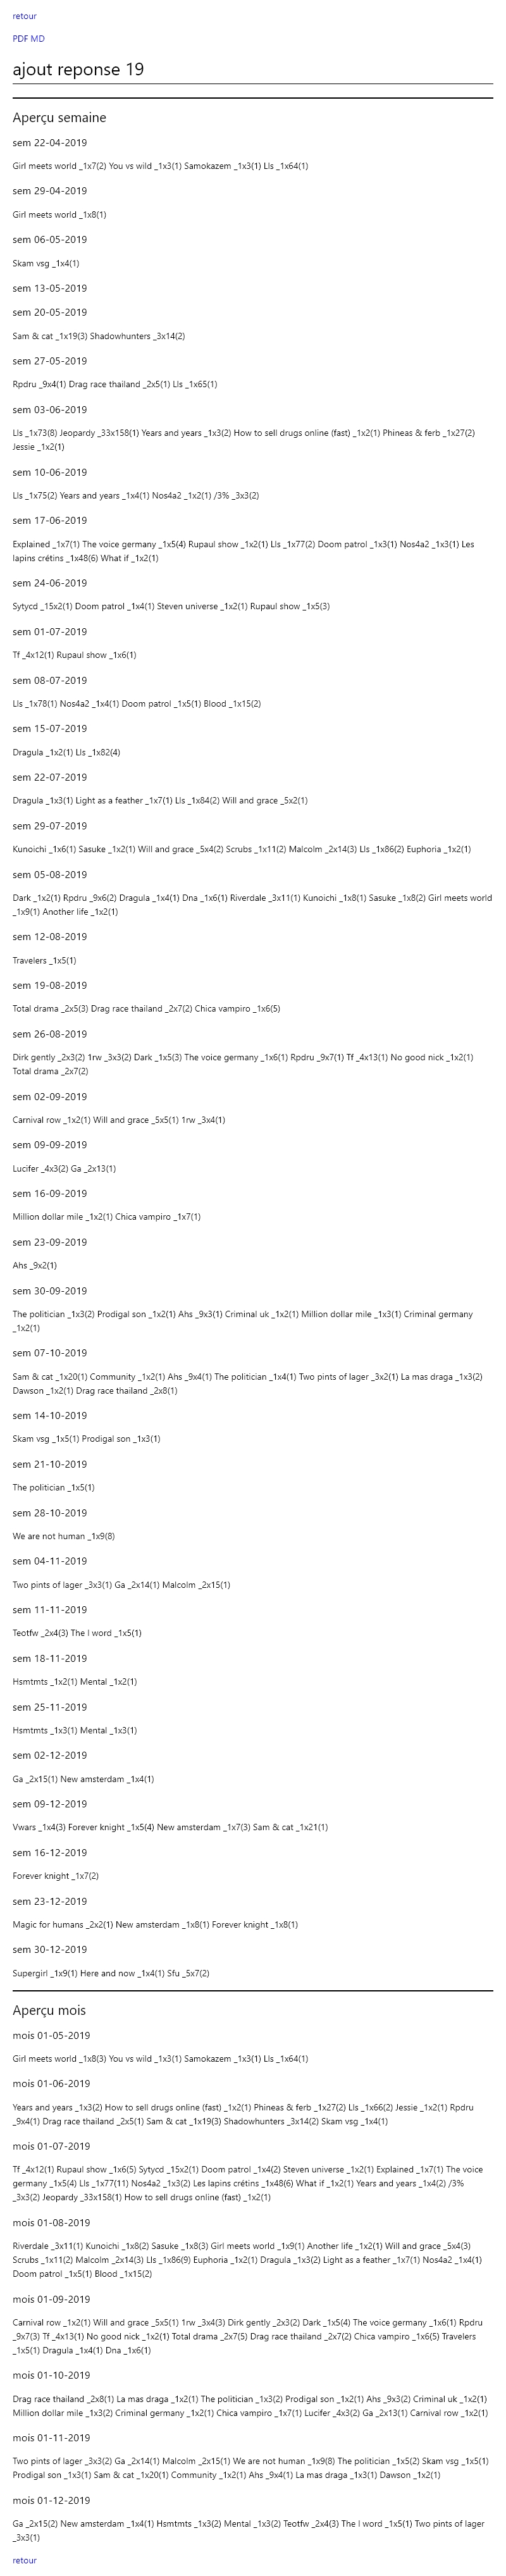 retour
PDF MD
ajout reponse 19
Aperçu semaine
sem 22-04-2019
Girl meets world _1x7(2) You vs wild _1x3(1) Samokazem _1x3(1) Lls _1x64(1)
sem 29-04-2019
Girl meets world _1x8(1)
sem 06-05-2019
Skam vsg _1x4(1)
sem 13-05-2019
sem 20-05-2019
Sam & cat _1x19(3) Shadowhunters _3x14(2)
sem 27-05-2019
Rpdru _9x4(1) Drag race thailand _2x5(1) Lls _1x65(1)
sem 03-06-2019
Lls _1x73(8) Jeopardy _33x158(1) Years and years _1x3(2) How to sell drugs online (fast) _1x2(1) Phineas & ferb _1x27(2)
Jessie _1x2(1)
sem 10-06-2019
Lls _1x75(2) Years and years _1x4(1) Nos4a2 _1x2(1) /3% _3x3(2)
sem 17-06-2019
Explained _1x7(1) The voice germany _1x5(4) Rupaul show _1x2(1) Lls _1x77(2) Doom patrol _1x3(1) Nos4a2 _1x3(1) Les
lapins crétins _1x48(6) What if _1x2(1)
sem 24-06-2019
Sytycd _15x2(1) Doom patrol _1x4(1) Steven universe _1x2(1) Rupaul show _1x5(3)
sem 01-07-2019
Tf _4x12(1) Rupaul show _1x6(1)
sem 08-07-2019
Lls _1x78(1) Nos4a2 _1x4(1) Doom patrol _1x5(1) Blood _1x15(2)
sem 15-07-2019
Dragula _1x2(1) Lls _1x82(4)
sem 22-07-2019
Dragula _1x3(1) Light as a feather _1x7(1) Lls _1x84(2) Will and grace _5x2(1)
sem 29-07-2019
Kunoichi _1x6(1) Sasuke _1x2(1) Will and grace _5x4(2) Scrubs _1x11(2) Malcolm _2x14(3) Lls _1x86(2) Euphoria _1x2(1)
sem 05-08-2019
Dark _1x2(1) Rpdru _9x6(2) Dragula _1x4(1) Dna _1x6(1) Riverdale _3x11(1) Kunoichi _1x8(1) Sasuke _1x8(2) Girl meets world
_1x9(1) Another life _1x2(1)
sem 12-08-2019
Travelers _1x5(1)
sem 19-08-2019
Total drama _2x5(3) Drag race thailand _2x7(2) Chica vampiro _1x6(5)
sem 26-08-2019
Dirk gently _2x3(2) 1rw _3x3(2) Dark _1x5(3) The voice germany _1x6(1) Rpdru _9x7(1) Tf _4x13(1) No good nick _1x2(1)
Total drama _2x7(2)
sem 02-09-2019
Carnival row _1x2(1) Will and grace _5x5(1) 1rw _3x4(1)
sem 09-09-2019
Lucifer _4x3(2) Ga _2x13(1)
sem 16-09-2019
Million dollar mile _1x2(1) Chica vampiro _1x7(1)
sem 23-09-2019
Ahs _9x2(1)
sem 30-09-2019
The politician _1x3(2) Prodigal son _1x2(1) Ahs _9x3(1) Criminal uk _1x2(1) Million dollar mile _1x3(1) Criminal germany
_1x2(1)
sem 07-10-2019
Sam & cat _1x20(1) Community _1x2(1) Ahs _9x4(1) The politician _1x4(1) Two pints of lager _3x2(1) La mas draga _1x3(2)
Dawson _1x2(1) Drag race thailand _2x8(1)
sem 14-10-2019
Skam vsg _1x5(1) Prodigal son _1x3(1)
sem 21-10-2019
The politician _1x5(1)
sem 28-10-2019
We are not human _1x9(8)
sem 04-11-2019
Two pints of lager _3x3(1) Ga _2x14(1) Malcolm _2x15(1)
sem 11-11-2019
Teotfw _2x4(3) The l word _1x5(1)
sem 18-11-2019
Hsmtmts _1x2(1) Mental _1x2(1)
sem 25-11-2019
Hsmtmts _1x3(1) Mental _1x3(1)
sem 02-12-2019
Ga _2x15(1) New amsterdam _1x4(1)
sem 09-12-2019
Vwars _1x4(3) Forever knight _1x5(4) New amsterdam _1x7(3) Sam & cat _1x21(1)
sem 16-12-2019
Forever knight _1x7(2)
sem 23-12-2019
Magic for humans _2x2(1) New amsterdam _1x8(1) Forever knight _1x8(1)
sem 30-12-2019
Supergirl _1x9(1) Here and now _1x4(1) Sfu _5x7(2)
Aperçu mois
mois 01-05-2019
Girl meets world _1x8(3) You vs wild _1x3(1) Samokazem _1x3(1) Lls _1x64(1)
mois 01-06-2019
Years and years _1x3(2) How to sell drugs online (fast) _1x2(1) Phineas & ferb _1x27(2) Lls _1x66(2) Jessie _1x2(1) Rpdru
_9x4(1) Drag race thailand _2x5(1) Sam & cat _1x19(3) Shadowhunters _3x14(2) Skam vsg _1x4(1)
mois 01-07-2019
Tf _4x12(1) Rupaul show _1x6(5) Sytycd _15x2(1) Doom patrol _1x4(2) Steven universe _1x2(1) Explained _1x7(1) The voice
germany _1x5(4) Lls _1x77(11) Nos4a2 _1x3(2) Les lapins crétins _1x48(6) What if _1x2(1) Years and years _1x4(2) /3%
_3x3(2) Jeopardy _33x158(1) How to sell drugs online (fast) _1x2(1)
mois 01-08-2019
Riverdale _3x11(1) Kunoichi _1x8(2) Sasuke _1x8(3) Girl meets world _1x9(1) Another life _1x2(1) Will and grace _5x4(3)
Scrubs _1x11(2) Malcolm _2x14(3) Lls _1x86(9) Euphoria _1x2(1) Dragula _1x3(2) Light as a feather _1x7(1) Nos4a2 _1x4(1)
Doom patrol _1x5(1) Blood _1x15(2)
mois 01-09-2019
Carnival row _1x2(1) Will and grace _5x5(1) 1rw _3x4(3) Dirk gently _2x3(2) Dark _1x5(4) The voice germany _1x6(1) Rpdru
_9x7(3) Tf _4x13(1) No good nick _1x2(1) Total drama _2x7(5) Drag race thailand _2x7(2) Chica vampiro _1x6(5) Travelers
_1x5(1) Dragula _1x4(1) Dna _1x6(1)
mois 01-10-2019
Drag race thailand _2x8(1) La mas draga _1x2(1) The politician _1x3(2) Prodigal son _1x2(1) Ahs _9x3(2) Criminal uk _1x2(1)
Million dollar mile _1x3(2) Criminal germany _1x2(1) Chica vampiro _1x7(1) Lucifer _4x3(2) Ga _2x13(1) Carnival row _1x2(1)
mois 01-11-2019
Two pints of lager _3x3(2) Ga _2x14(1) Malcolm _2x15(1) We are not human _1x9(8) The politician _1x5(2) Skam vsg _1x5(1)
Prodigal son _1x3(1) Sam & cat _1x20(1) Community _1x2(1) Ahs _9x4(1) La mas draga _1x3(1) Dawson _1x2(1)
mois 01-12-2019
Ga _2x15(2) New amsterdam _1x4(1) Hsmtmts _1x3(2) Mental _1x3(2) Teotfw _2x4(3) The l word _1x5(1) Two pints of lager
_3x3(1)
retour